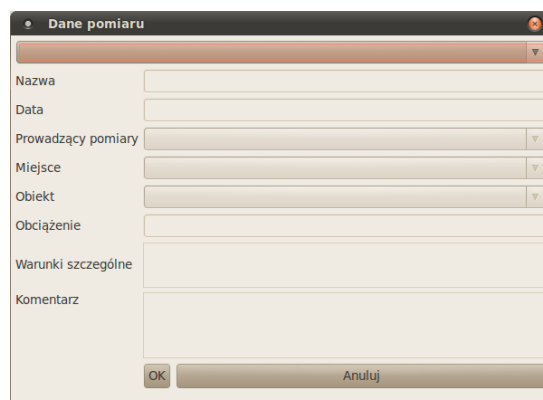 Dane pomiaru
Nazwa
Data
Prowadzący pomiary
Miejsce
Obiekt
Obciążenie
Warunki szczególne
Komentarz
OK Anuluj